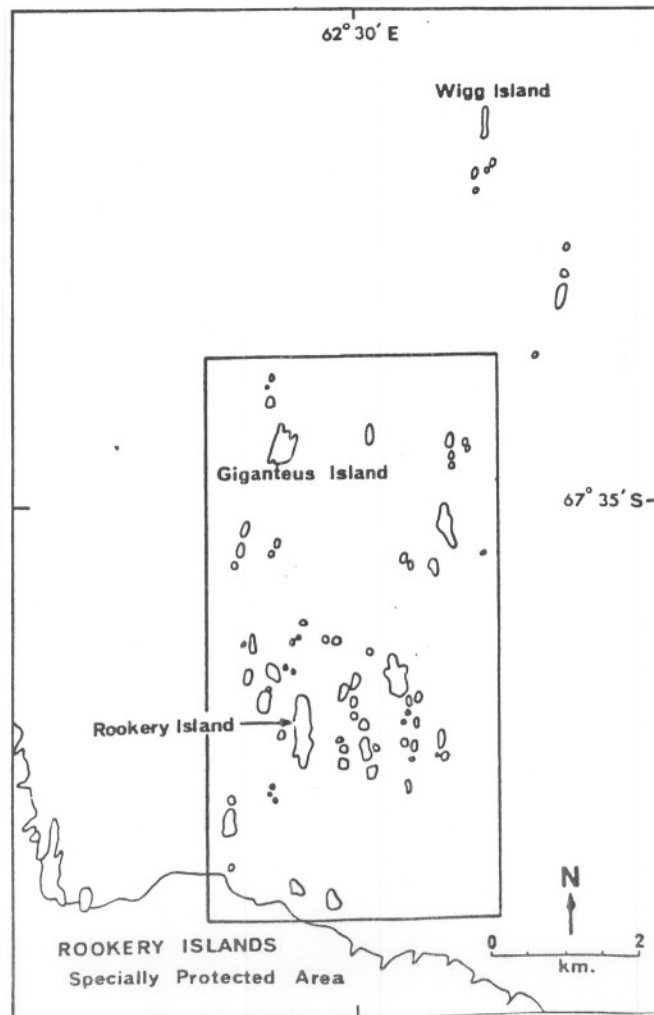 62° 30′ E
Wigg Island
Giganteus Island
67° 35′ S
Rookery Island
N
ROOKERY ISLANDS
Specially Protected Area
0 2
km.